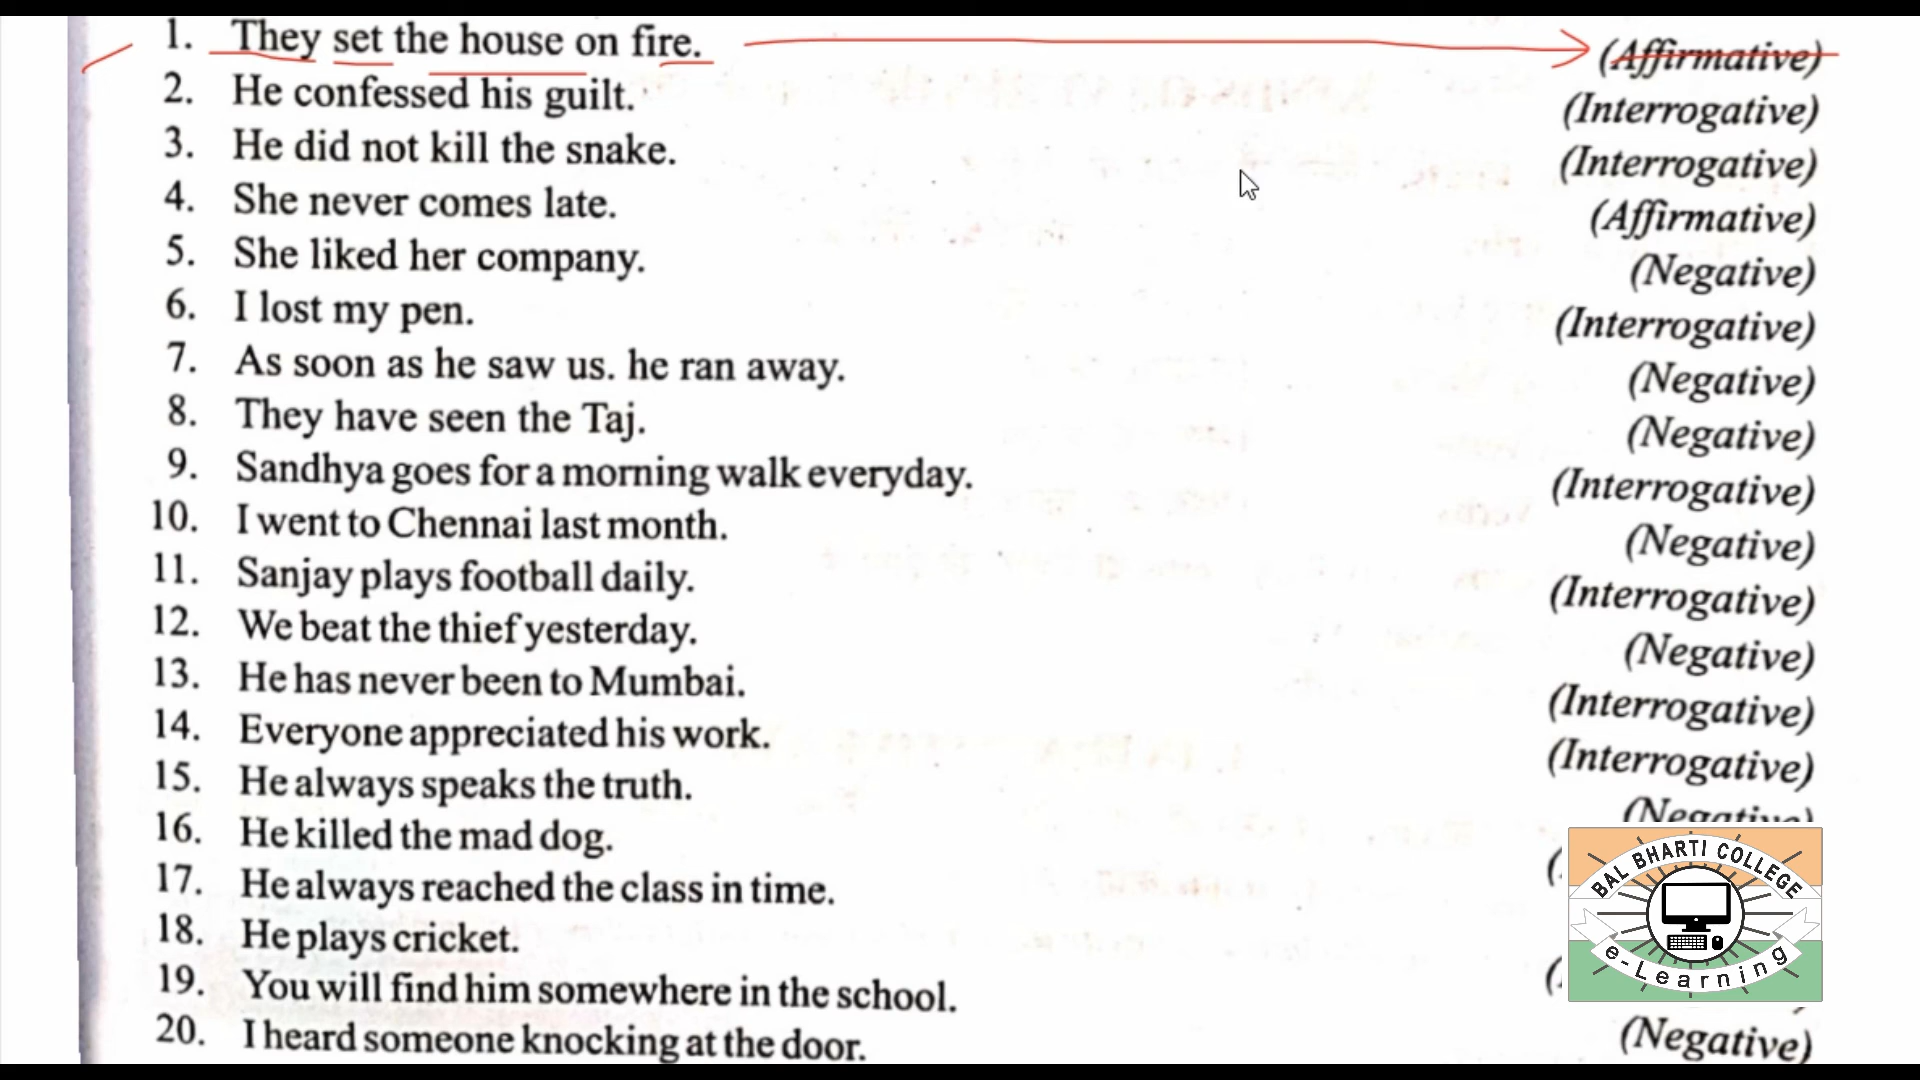 1. They set the house on fire. (Affirmative)
2. He confessed his guilt. (Interrogative)
3. He did not kill the snake. (Interrogative)
4. She never comes late. (Affirmative)
5. She liked her company. (Negative)
6. I lost my pen. (Interrogative)
7. As soon as he saw us. he ran away. (Negative)
8. They have seen the Taj. (Negative)
9. Sandhya goes for a morning walk everyday. (Interrogative)
10. I went to Chennai last month. (Negative)
11. Sanjay plays football daily. (Interrogative)
12. We beat the thief yesterday. (Negative)
13. He has never been to Mumbai. (Interrogative)
14. Everyone appreciated his work. (Interrogative)
15. He always speaks the truth. (Negative)
16. He killed the mad dog.
17. He always reached the class in time.
18. He plays cricket.
19. You will find him somewhere in the school.
20. I heard someone knocking at the door. (Negative)
BAL BHARTI COLLEGE
e-Learning